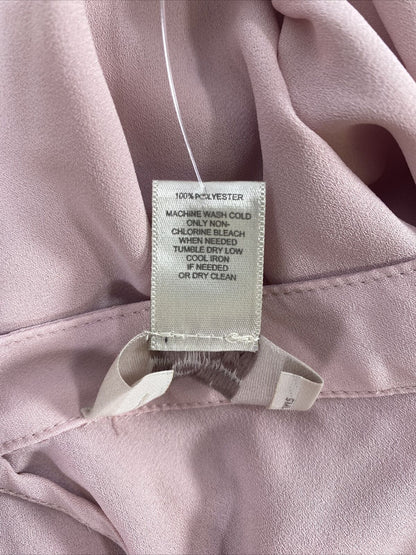 100% POLYESTER
MACHINE WASH COLD
ONLY NON-
CHLORINE BLEACH
WHEN NEEDED
TUMBLE DRY LOW
COOL IRON
IF NEEDED
OR DRY CLEAN